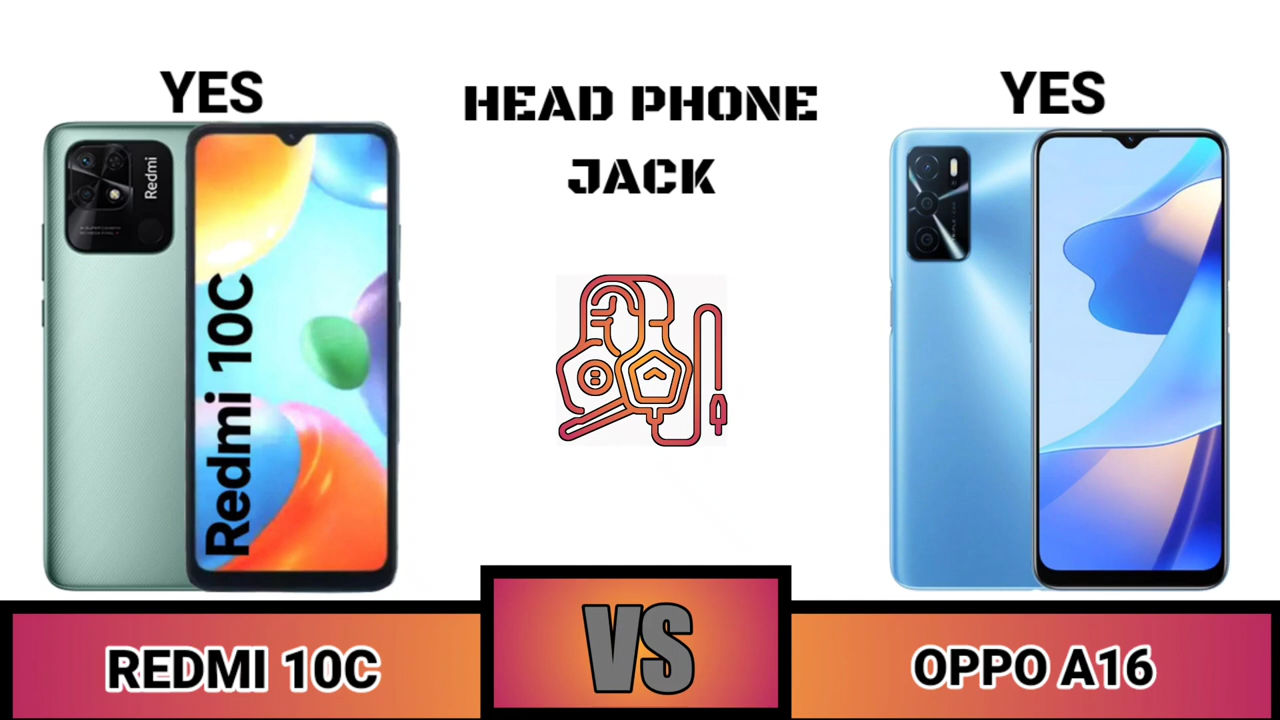 YES
HEAD PHONE
JACK
YES
Redmi
Redmi 10C
VS
REDMI 10C
OPPO A16